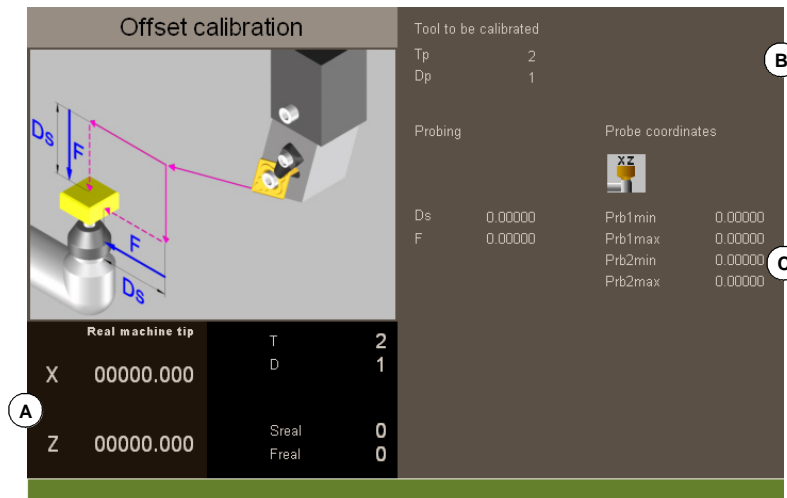 Offset calibration
Ds
F
F
Ds
Real machine tip
X 00000.000
Z 00000.000
A
T 2
D 1
Sreal 0
Freal 0
Tool to be calibrated
Tp 2
Dp 1
B
Probing
Ds 0.00000
F 0.00000
Probe coordinates
XZ
Prb1min 0.00000
Prb1max 0.00000
Prb2min 0.00000
Prb2max 0.00000
C